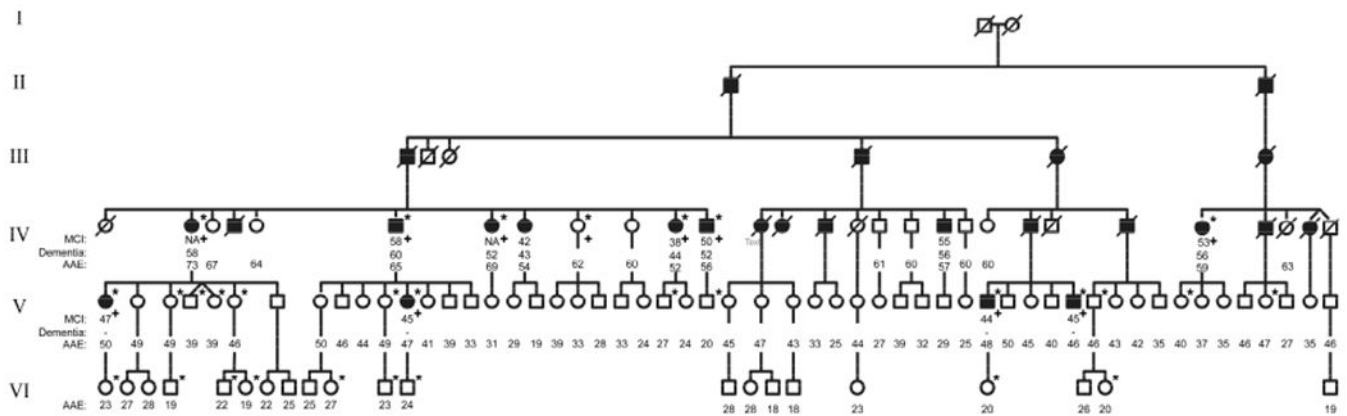 I
II
III
* * * * * * * *
IV
MCI: NA+ 58+ NA+ 42 + 38+ 50+ Text 55 53+
Dementia: 58 60 52 43 44 52 56 56
AAE: 73 67 64 65 69 54 62 60 52 56 61 60 57 60 60 59 63
* * * * * * * * * * * * * *
V
MCI: 47+ 45+ 44+ 45+
Dementia: - - - -
AAE: 50 49 49 39 39 46 50 46 44 49 47 41 39 33 31 29 19 39 33 28 33 24 27 24 20 45 47 43 33 25 44 27 39 32 29 25 48 50 45 40 46 46 43 42 35 40 37 35 46 47 27 35 46
* * * * * * * * *
VI
AAE: 23 27 28 19 22 19 22 25 25 27 23 24 28 28 18 18 23 20 26 20 19